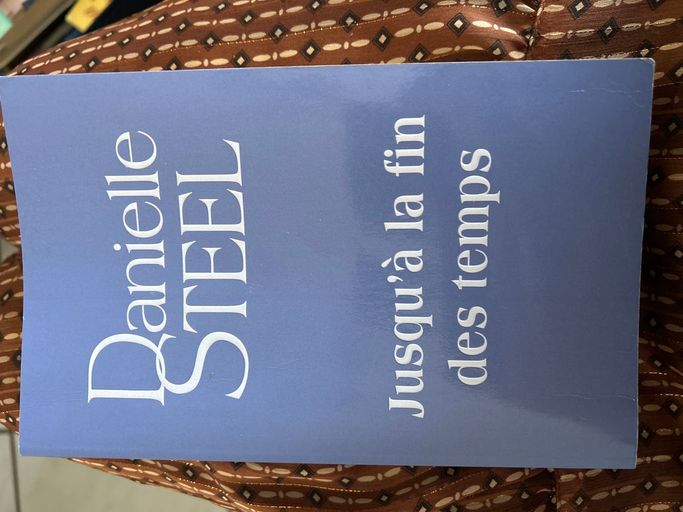 Danielle
STEEL
Jusqu'à la fin
des temps